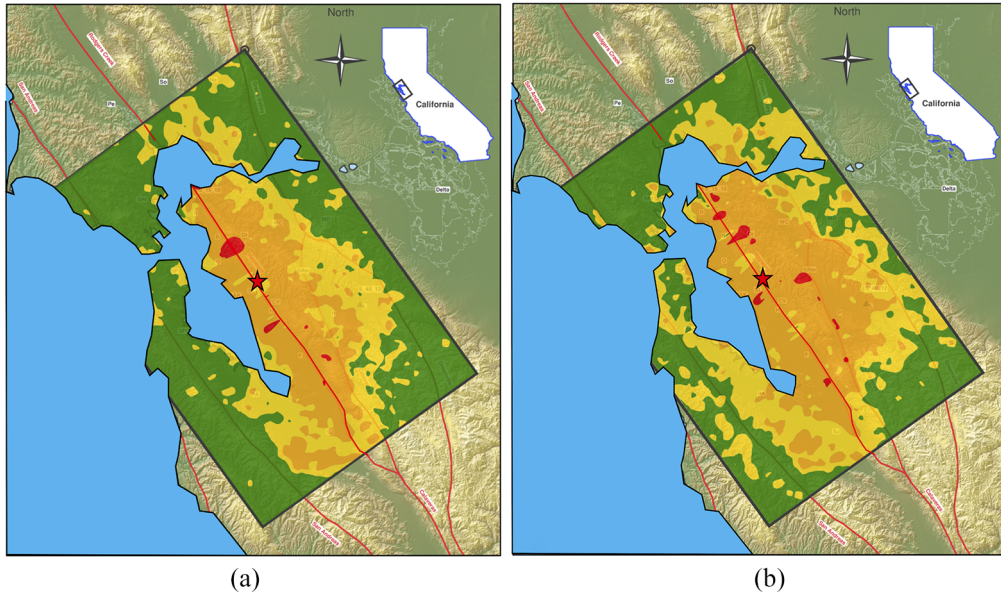 North
California
Rodgers Creek
San Andreas
So
Pe
Delta
Calaveras
San Andreas
(a)
North
California
Rodgers Creek
San Andreas
So
Pe
Delta
Calaveras
San Andreas
(b)